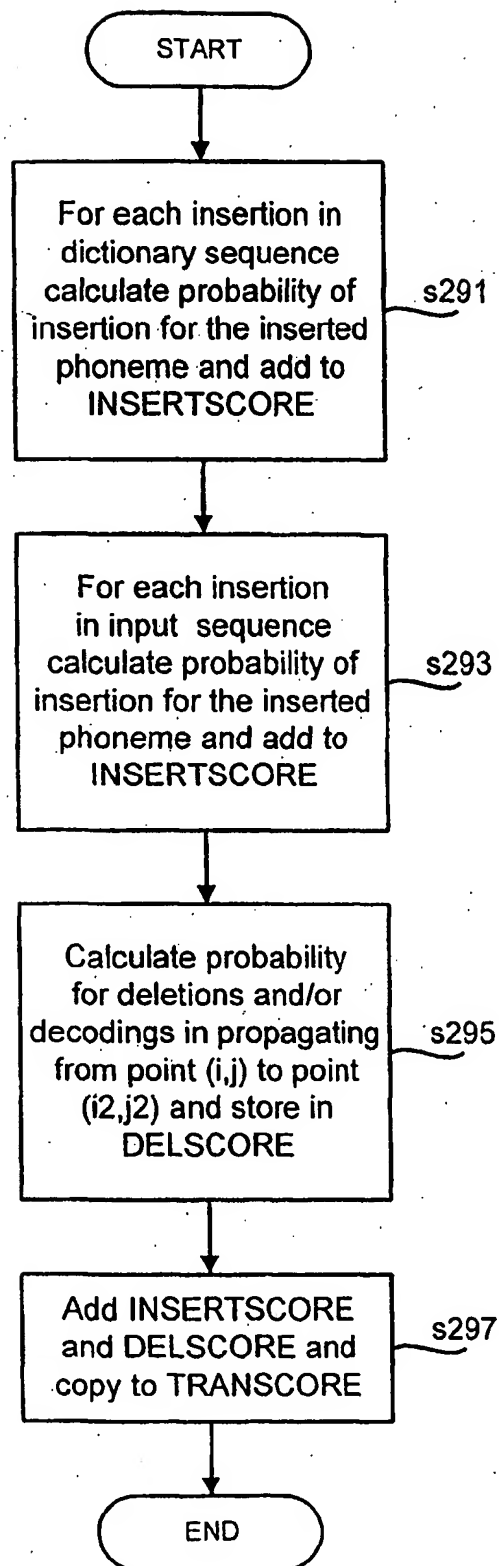 START
For each insertion in
dictionary sequence
calculate probability of
insertion for the inserted
phoneme and add to
INSERTSCORE
s291
For each insertion
in input sequence
calculate probability of
insertion for the inserted
phoneme and add to
INSERTSCORE
s293
Calculate probability
for deletions and/or
decodings in propagating
from point (i,j) to point
(i2,j2) and store in
DELSCORE
s295
Add INSERTSCORE
and DELSCORE and
copy to TRANSCORE
s297
END